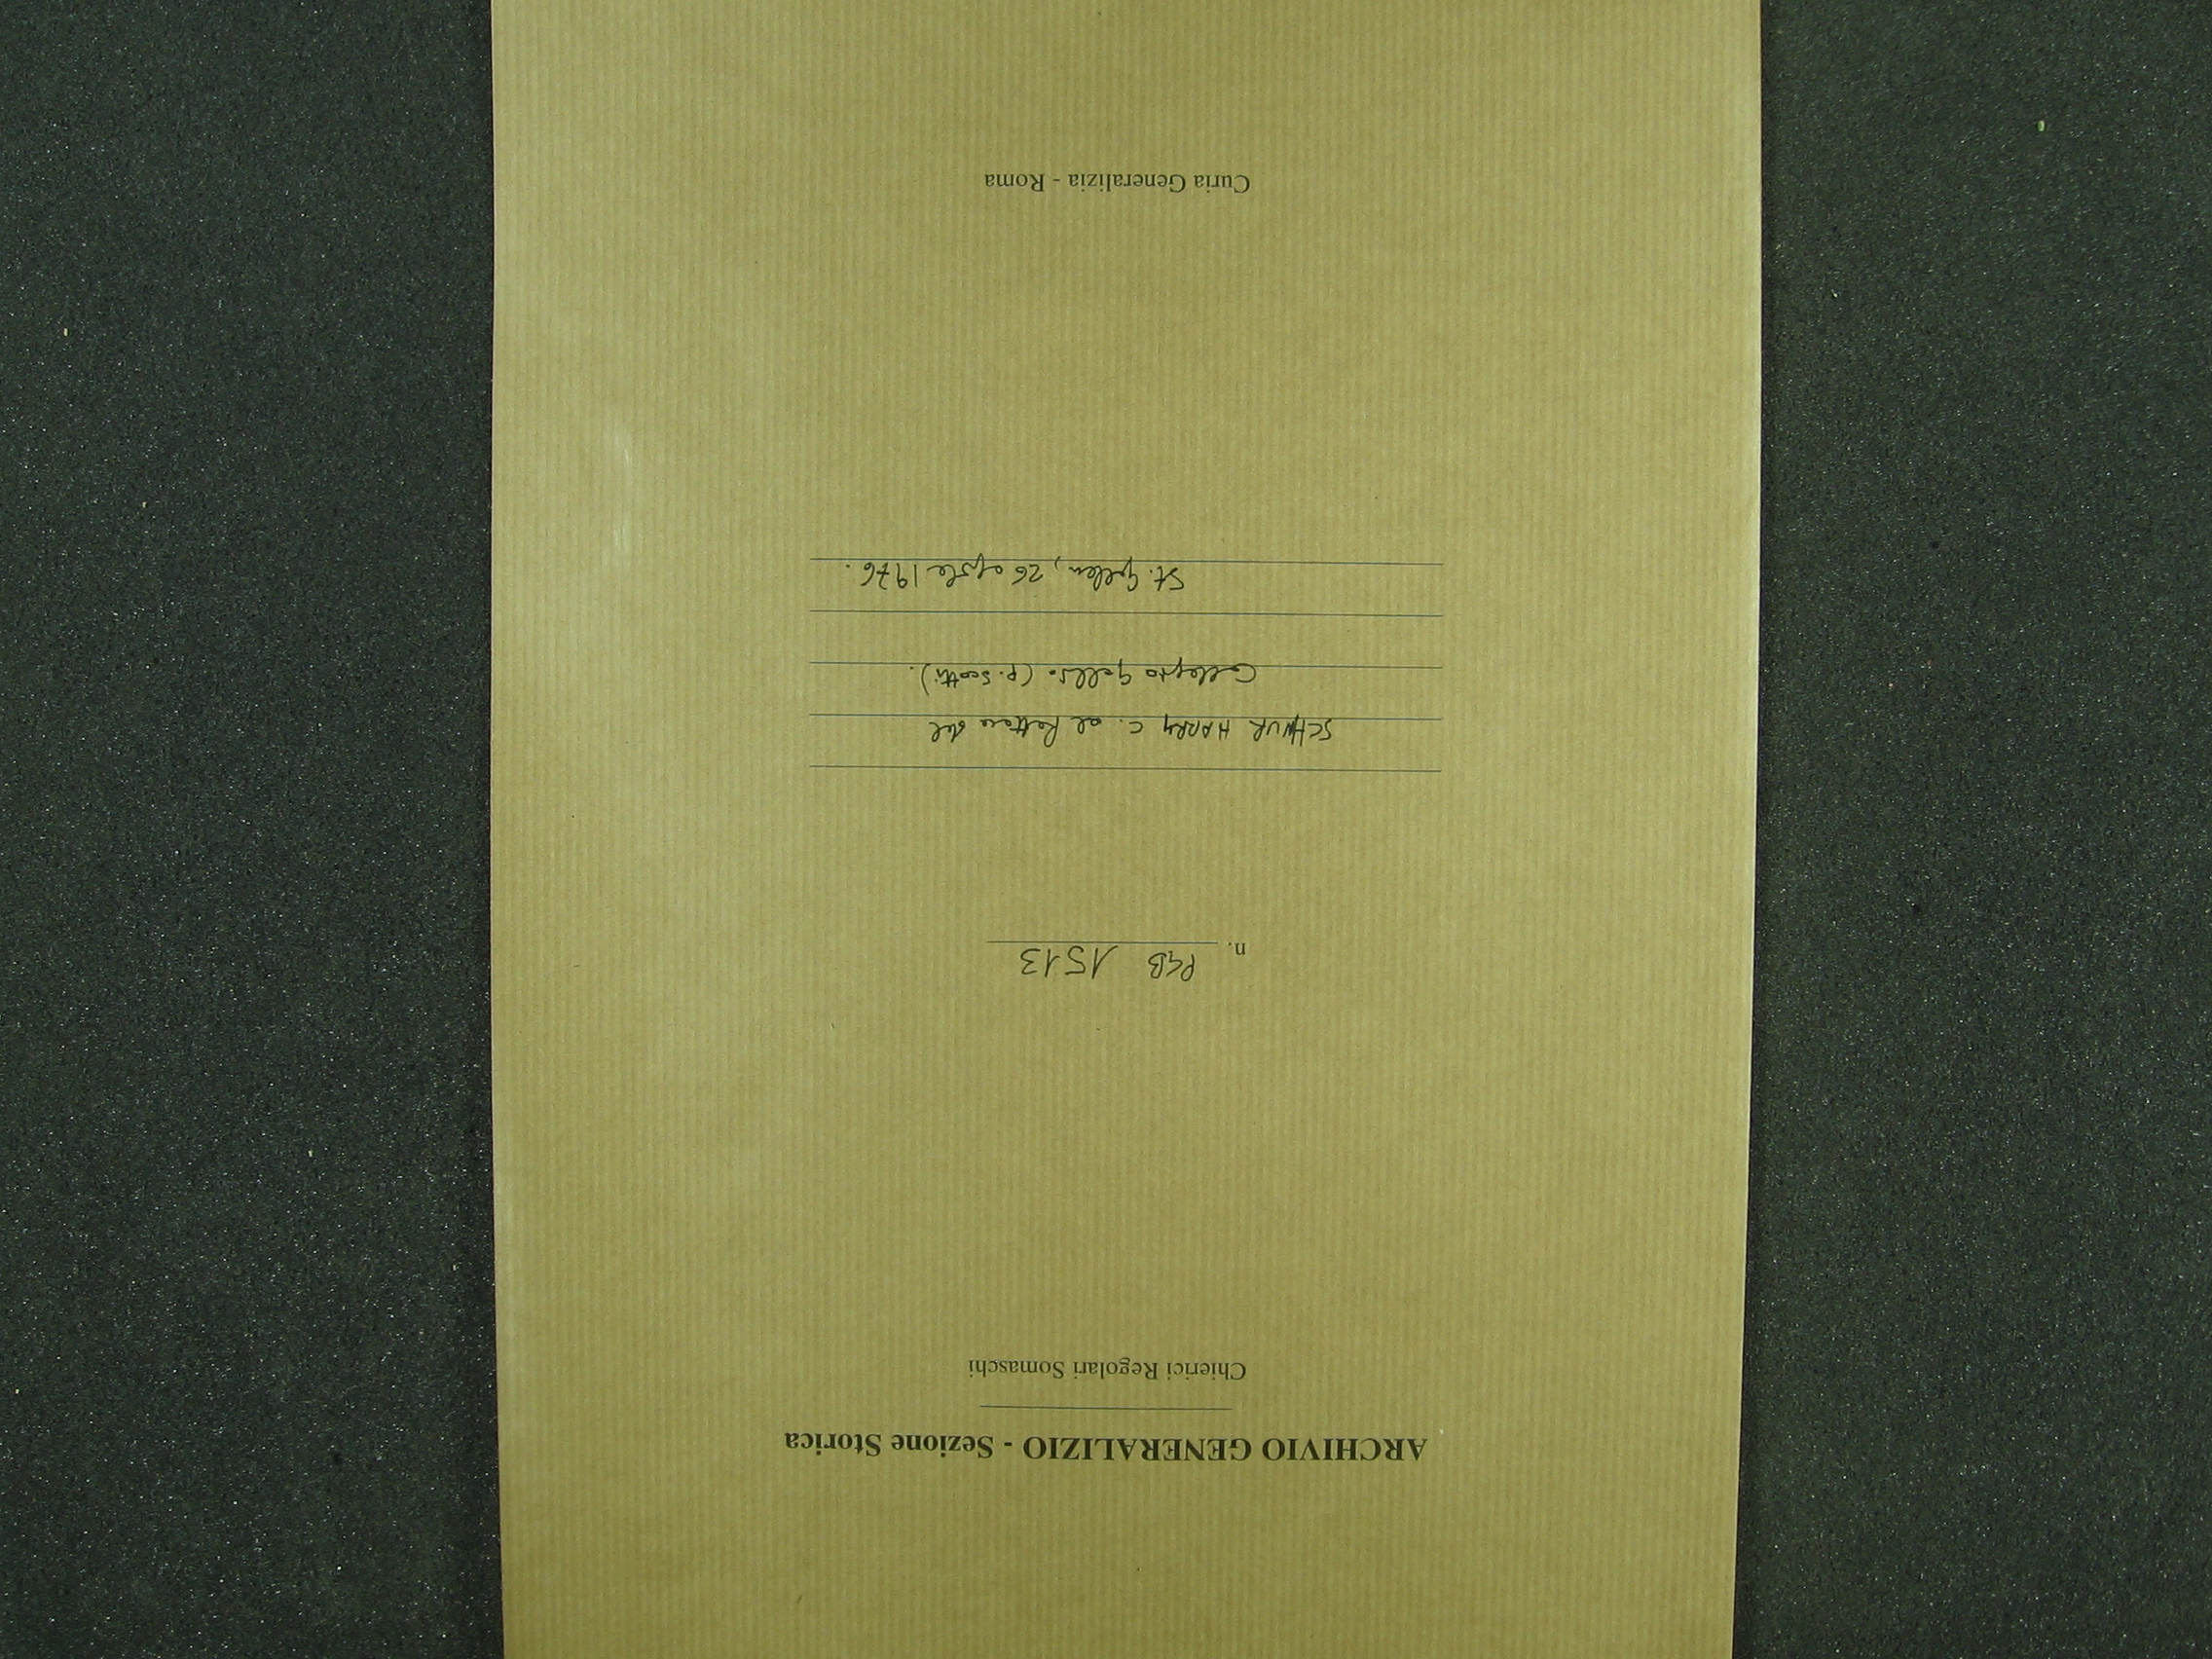 ARCHIVIO GENERALIZIO - Sezione Storica
Chierici Regolari Somaschi
n. PGB 1513
SCHNUR HARRY C. al Rettore del
Collegio Gallio (p. Scotti).
St. Gallen, 26 agosto 1976.
Curia Generalizia - Roma